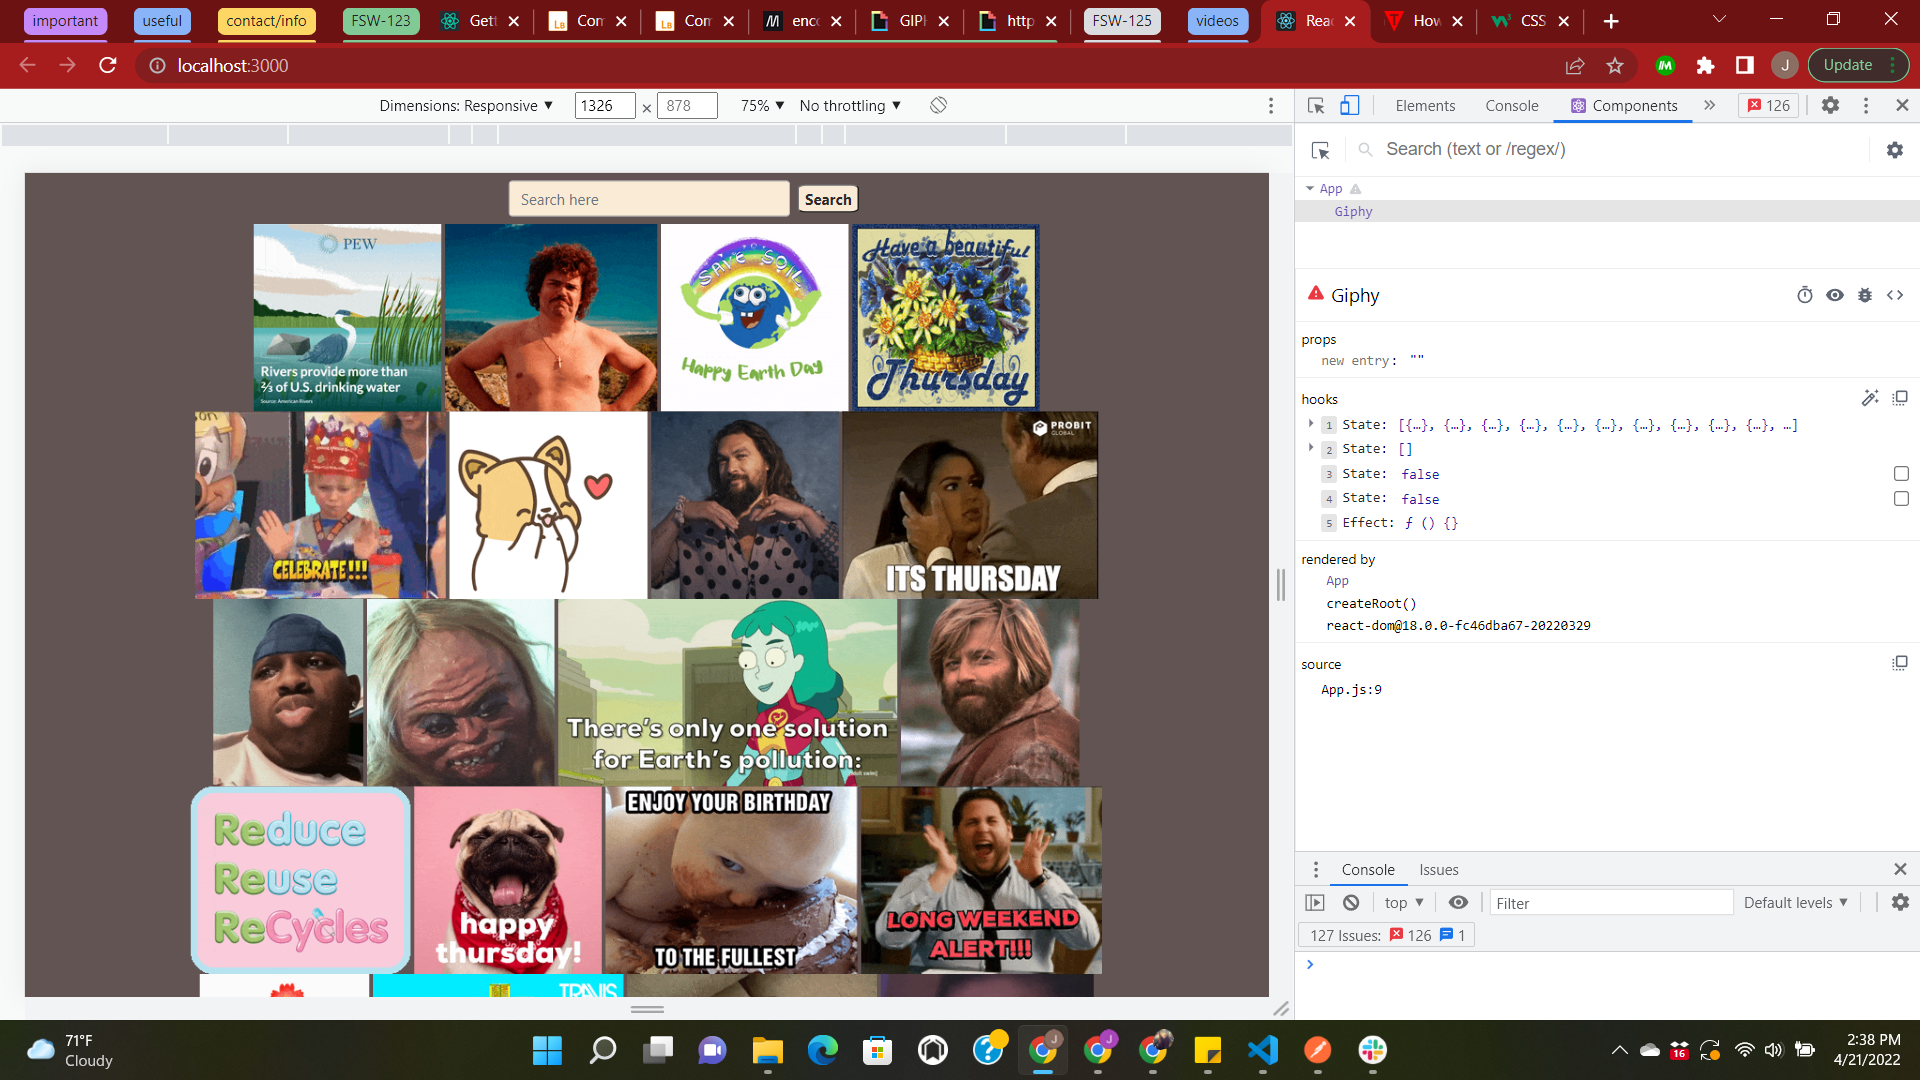 important
useful
contact/info
FSW-123
Gett
Com
Com
enco
GIPH
http
FSW-125
videos
Reac
How
CSS
localhost:3000
J
Update
Dimensions: Responsive
1326 × 878
75%
No throttling
Elements
Console
Components
126
Search (text or /regex/)
App
Giphy
Search here
Search
PEW
Rivers provide more than
⅔ of U.S. drinking water
Source: American Rivers
SAVE SOIL
Happy Earth Day
Have a beautiful
Thursday
CELEBRATE!!!
PROBIT
GLOBAL
ITS THURSDAY
There's only one solution
for Earth's pollution:
[adult swim]
Reduce
Reuse
ReCycles
happy
thursday!
ENJOY YOUR BIRTHDAY
TO THE FULLEST
LONG WEEKEND
ALERT!!!
TRAVIS
Giphy
props
new entry: ""
hooks
1 State: [{…}, {…}, {…}, {…}, {…}, {…}, {…}, {…}, {…}, {…}, …]
2 State: []
3 State: false
4 State: false
5 Effect: ƒ () {}
rendered by
App
createRoot()
react-dom@18.0.0-fc46dba67-20220329
source
App.js:9
Console
Issues
top
Filter
Default levels
127 Issues: 126 1
71°F
Cloudy
16
2:38 PM
4/21/2022